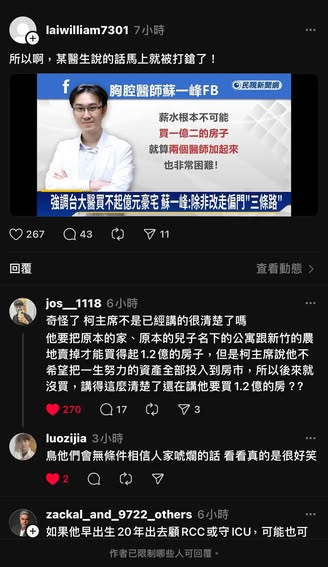 laiwilliam7301 7小時
所以啊，某醫生說的話馬上就被打鎗了！
胸腔醫師蘇一峰FB
民視新聞網
薪水根本不可能
買一億二的房子
就算兩個醫師加起來
也非常困難！
強調台大醫買不起億元豪宅 蘇一峰:除非改走偏門"三條路"
267 43 11
回覆 查看動態
jos__1118 6小時
奇怪了 柯主席不是已經講的很清楚了嗎
他要把原本的家、原本的兒子名下的公寓跟新竹的農
地賣掉才能買得起1.2億的房子，但是柯主席說他不
希望把一生努力的資產全部投入到房市，所以後來就
沒買，講得這麼清楚了還在講他要買1.2億的房??
270 17 3
luozijia 3小時
鳥他們會無條件相信人家唬爛的話 看看真的是很好笑
2
zackal_and_9722_others 6小時
如果他早出生20年出去顧RCC或守ICU，可能也可
作者已限制哪些人可回覆。